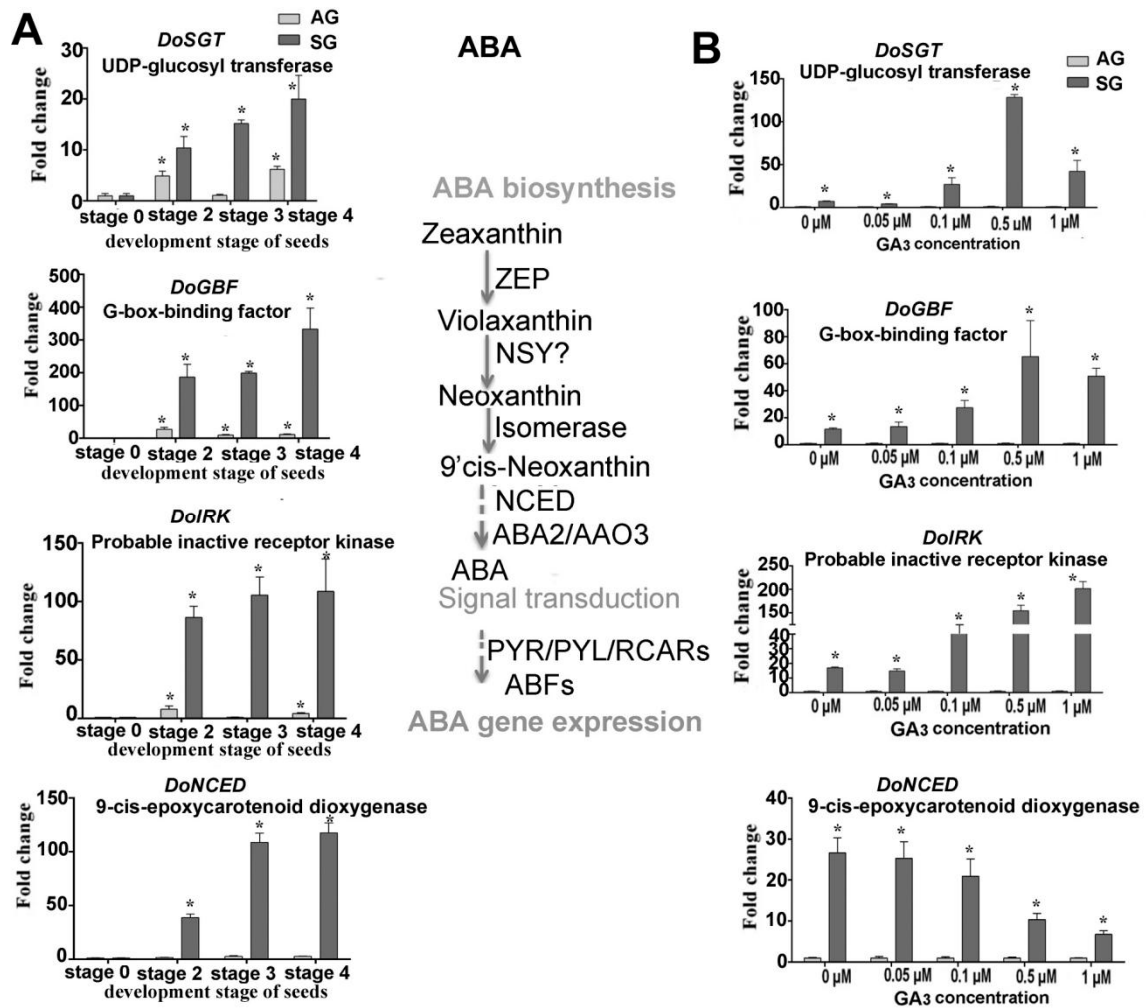 A
AG
SG
DoSGT
UDP-glucosyl transferase
Fold change
30
20
10
0
* * * * *
stage 0 stage 2 stage 3 stage 4
development stage of seeds
DoGBF
G-box-binding factor
Fold change
500
400
300
200
100
0
* * * * * *
stage 0 stage 2 stage 3 stage 4
development stage of seeds
DoIRK
Probable inactive receptor kinase
Fold change
150
100
50
0
* * * * *
stage 0 stage 2 stage 3 stage 4
development stage of seeds
DoNCED
9-cis-epoxycarotenoid dioxygenase
Fold change
150
100
50
0
* * *
stage 0 stage 2 stage 3 stage 4
development stage of seeds
ABA
ABA biosynthesis
Zeaxanthin
ZEP
Violaxanthin
NSY?
Neoxanthin
Isomerase
9'cis-Neoxanthin
NCED
ABA2/AAO3
ABA
Signal transduction
PYR/PYL/RCARs
ABFs
ABA gene expression
B
AG
SG
DoSGT
UDP-glucosyl transferase
Fold change
150
100
50
0
* * * * *
0 µM 0.05 µM 0.1 µM 0.5 µM 1 µM
GA3 concentration
DoGBF
G-box-binding factor
Fold change
100
80
60
40
20
0
* * * * *
0 µM 0.05 µM 0.1 µM 0.5 µM 1 µM
GA3 concentration
DoIRK
Probable inactive receptor kinase
Fold change
250
200
150
100
50
40
30
20
10
0
* * * * *
0 µM 0.05 µM 0.1 µM 0.5 µM 1 µM
GA3 concentration
DoNCED
9-cis-epoxycarotenoid dioxygenase
Fold change
40
30
20
10
0
* * * * *
0 µM 0.05 µM 0.1 µM 0.5 µM 1 µM
GA3 concentration